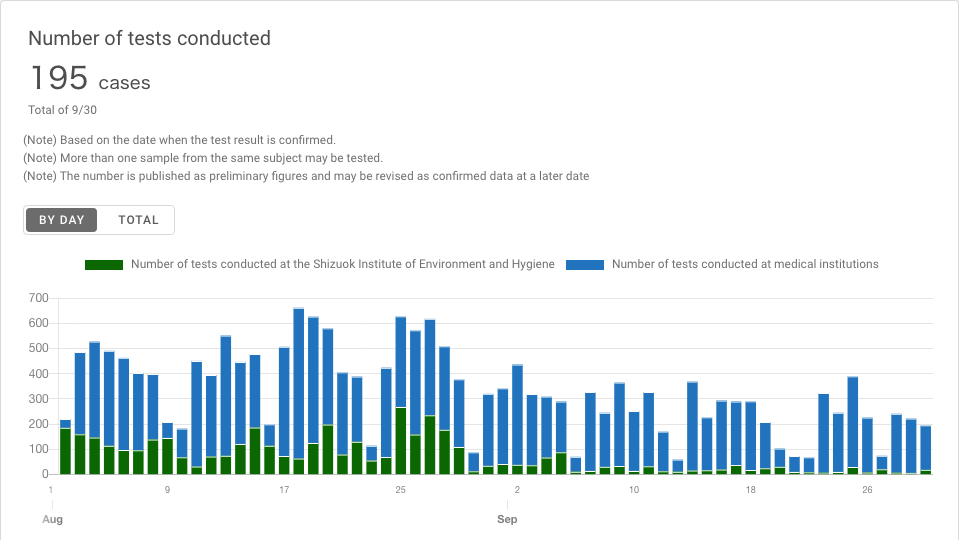 Number of tests conducted
195 cases
Total of 9/30
(Note) Based on the date when the test result is confirmed.
(Note) More than one sample from the same subject may be tested.
(Note) The number is published as preliminary figures and may be revised as confirmed data at a later date
BY DAY TOTAL
Number of tests conducted at the Shizuok Institute of Environment and Hygiene Number of tests conducted at medical institutions
700
600
500
400
300
200
100
0
1 9 17 25 2 10 18 26
Aug Sep